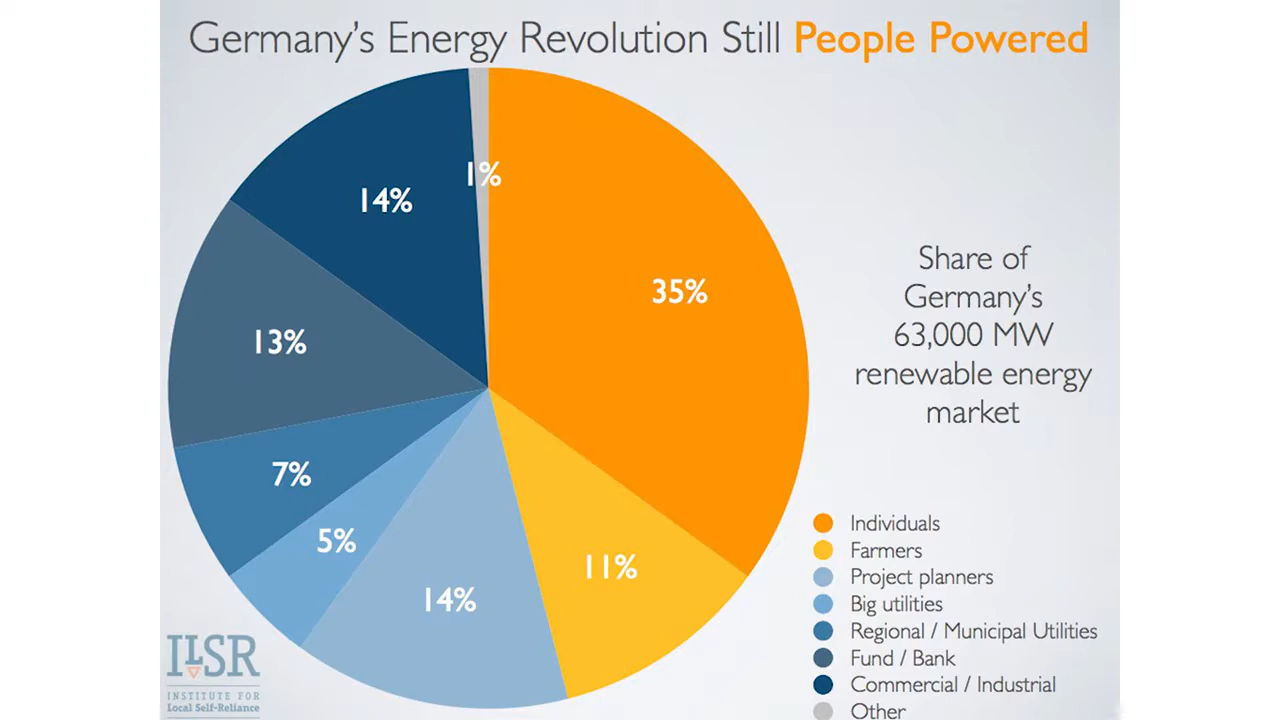 Germany's Energy Revolution Still People Powered
1%
14%
35%
13%
7%
5%
11%
14%
Share of
Germany's
63,000 MW
renewable energy
market
Individuals
Farmers
Project planners
Big utilities
Regional / Municipal Utilities
Fund / Bank
Commercial / Industrial
Other
ILSR
INSTITUTE FOR
Local Self-Reliance